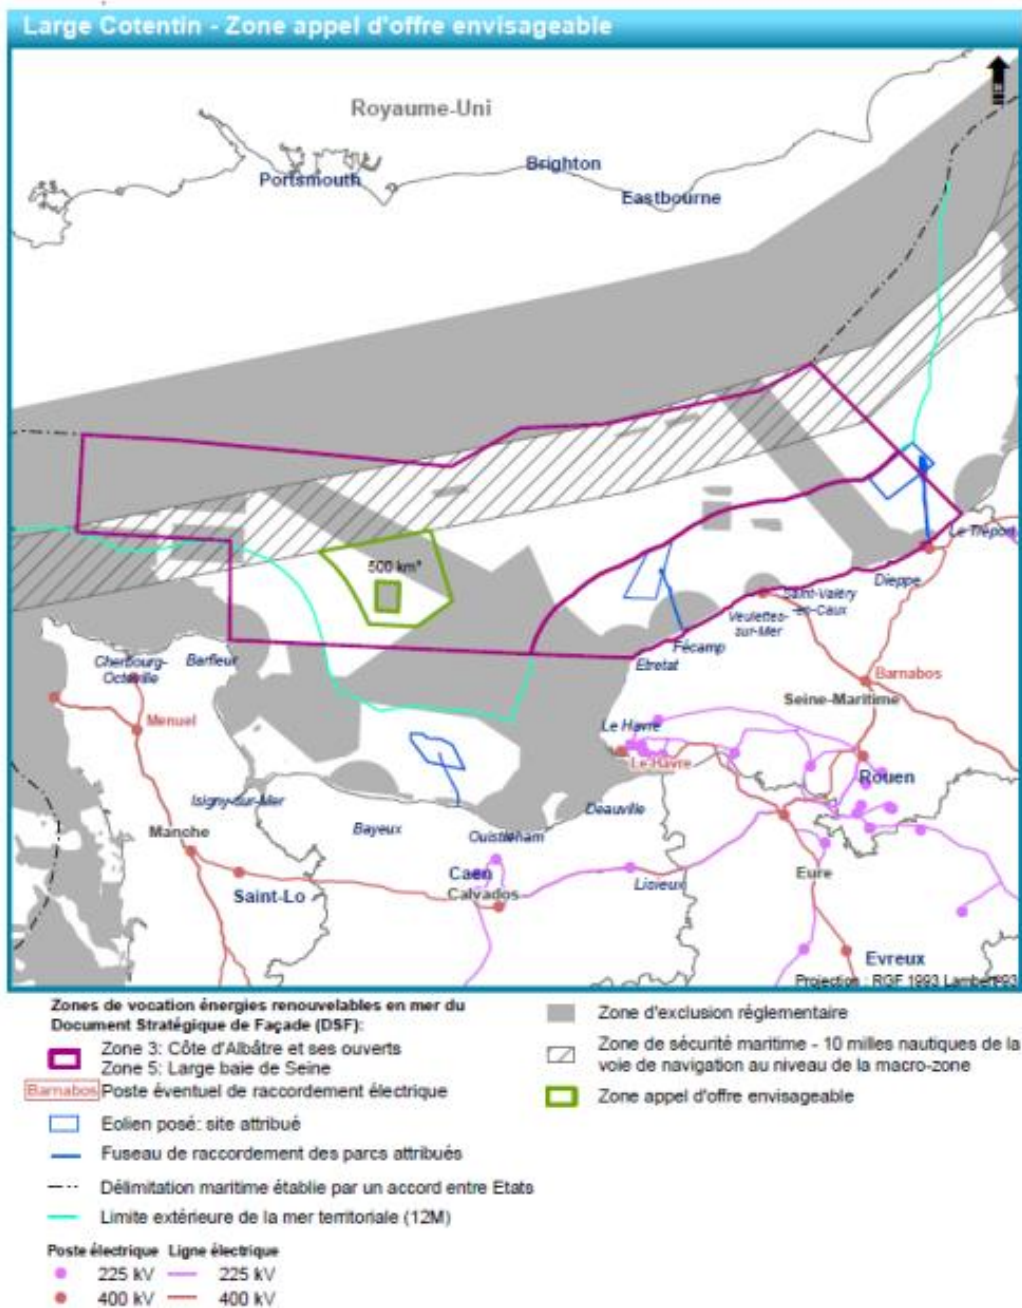 Large Cotentin - Zone appel d'offre envisageable
Royaume-Uni
Portsmouth
Brighton
Eastbourne
500 km²
Le Tréport
Dieppe
Saint-Valéry
-en-Caux
Veulettes-
sur-Mer
Fécamp
Etretat
Cherbourg-
Octeville
Barfleur
Barnabos
Seine-Maritime
Menuel
Le Havre
Le Havre
Rouen
Isigny-sur-Mer
Deauville
Manche
Bayeux
Ouistreham
Caen
Calvados
Lisieux
Eure
Saint-Lo
Evreux
Projection : RGF 1993 Lambert93
Zones de vocation énergies renouvelables en mer du
Document Stratégique de Façade (DSF):
Zone 3: Côte d'Albâtre et ses ouverts
Zone 5: Large baie de Seine
Barnabos Poste éventuel de raccordement électrique
Eolien posé: site attribué
Fuseau de raccordement des parcs attribués
Délimitation maritime établie par un accord entre Etats
Limite extérieure de la mer territoriale (12M)
Poste électrique Ligne électrique
225 kV 225 kV
400 kV 400 kV
Zone d'exclusion réglementaire
Zone de sécurité maritime - 10 milles nautiques de la
voie de navigation au niveau de la macro-zone
Zone appel d'offre envisageable